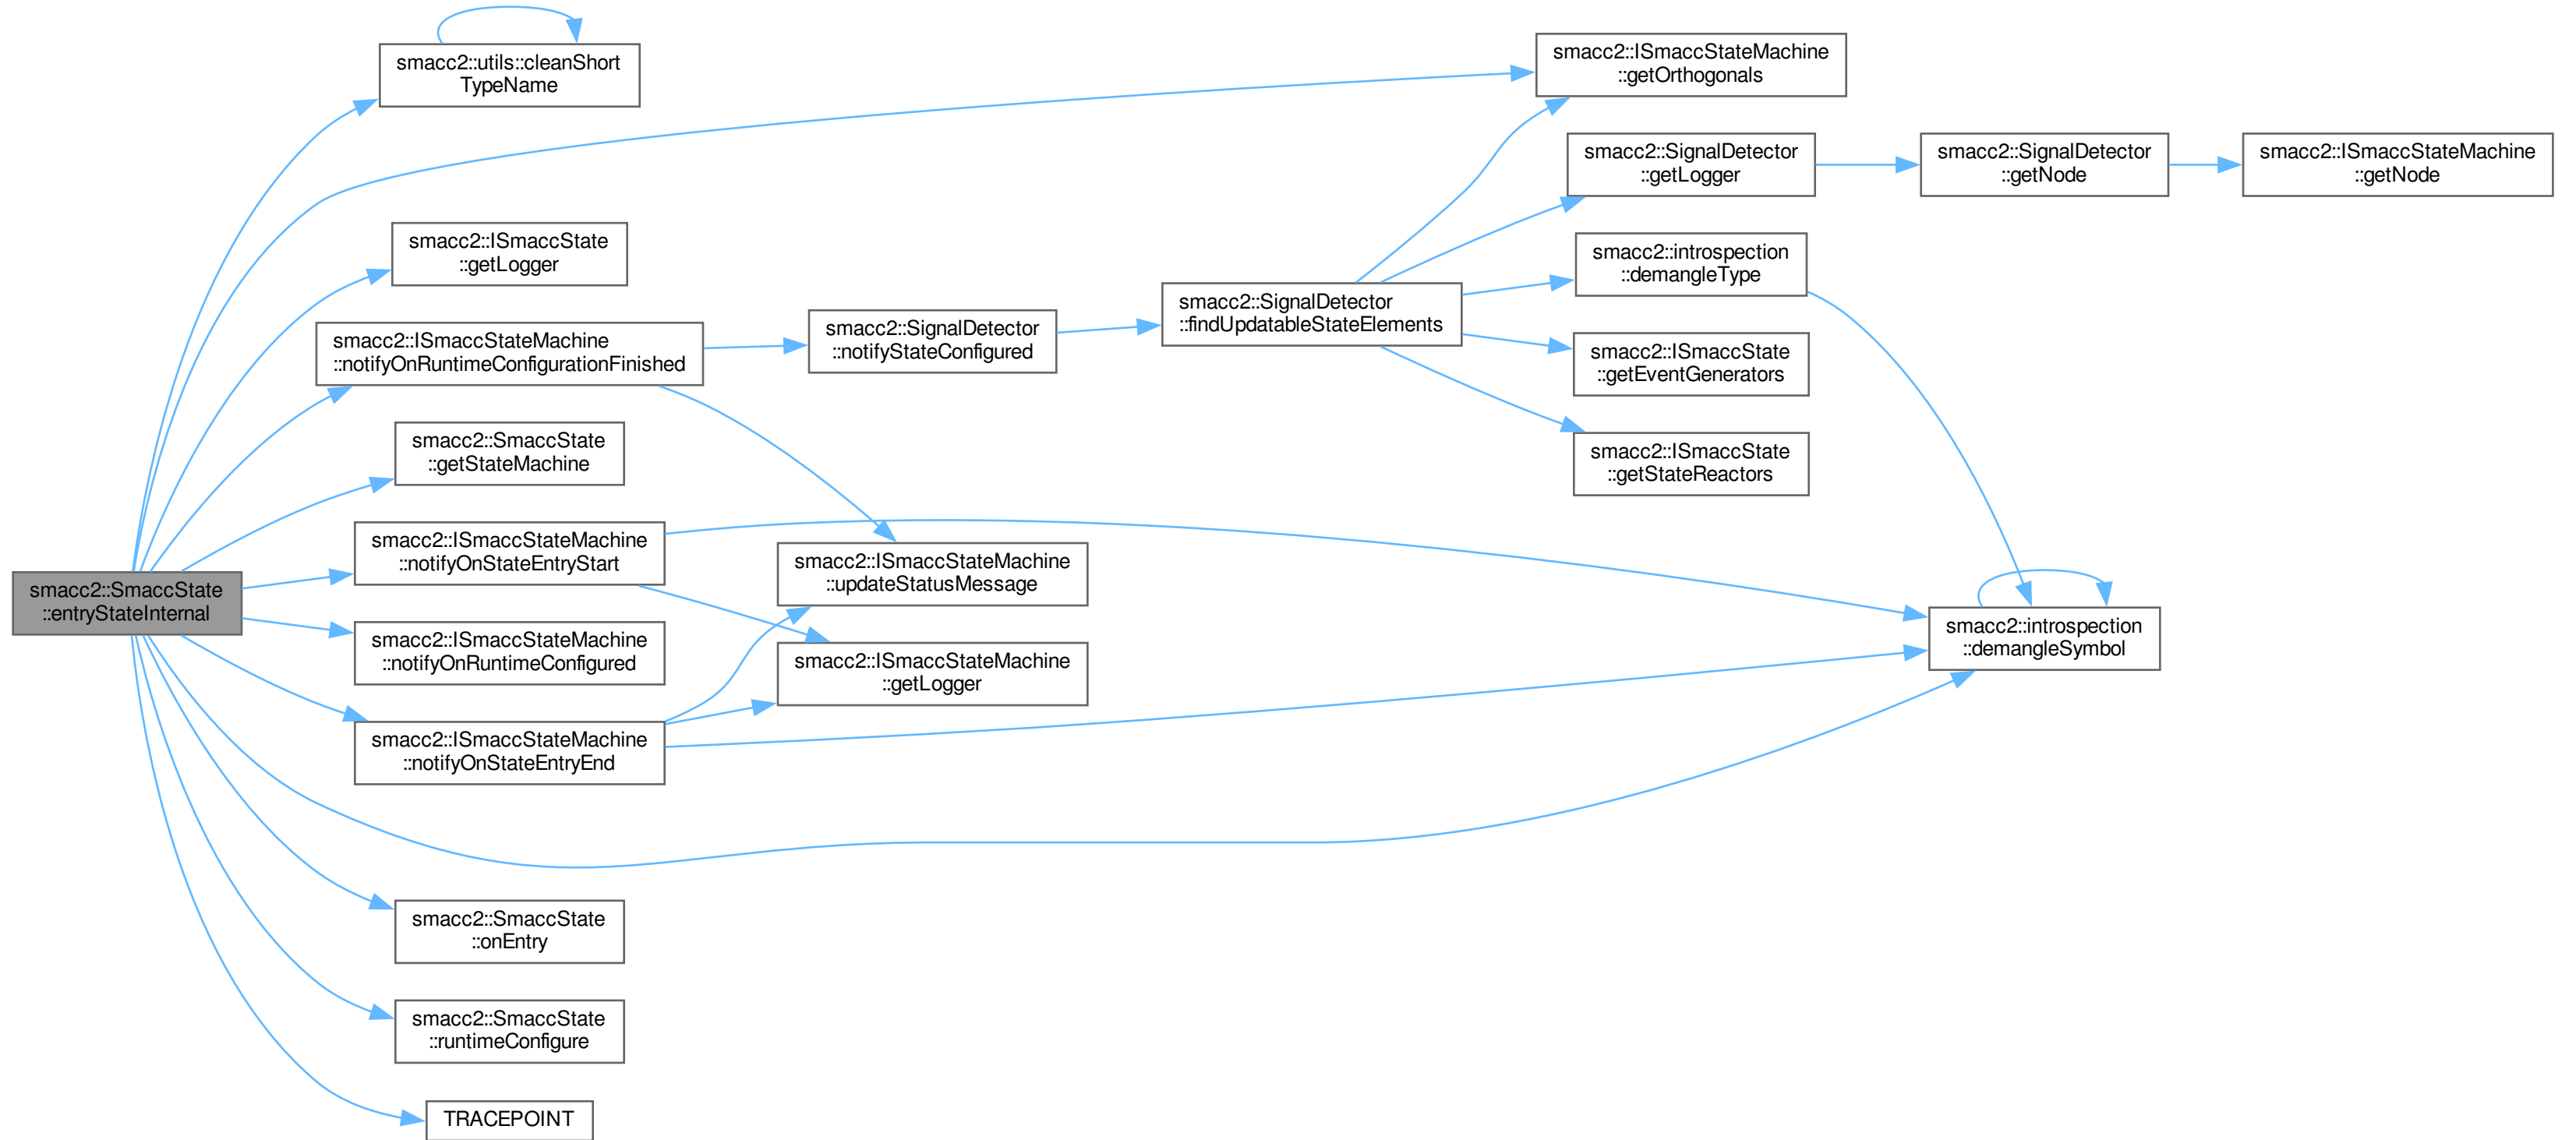 smacc2::SmaccState
::entryStateInternal
smacc2::utils::cleanShort
TypeName
smacc2::ISmaccState
::getLogger
smacc2::ISmaccStateMachine
::notifyOnRuntimeConfigurationFinished
smacc2::SmaccState
::getStateMachine
smacc2::ISmaccStateMachine
::notifyOnStateEntryStart
smacc2::ISmaccStateMachine
::notifyOnRuntimeConfigured
smacc2::ISmaccStateMachine
::notifyOnStateEntryEnd
smacc2::SmaccState
::onEntry
smacc2::SmaccState
::runtimeConfigure
TRACEPOINT
smacc2::SignalDetector
::notifyStateConfigured
smacc2::ISmaccStateMachine
::updateStatusMessage
smacc2::ISmaccStateMachine
::getLogger
smacc2::SignalDetector
::findUpdatableStateElements
smacc2::ISmaccStateMachine
::getOrthogonals
smacc2::SignalDetector
::getLogger
smacc2::introspection
::demangleType
smacc2::ISmaccState
::getEventGenerators
smacc2::ISmaccState
::getStateReactors
smacc2::SignalDetector
::getNode
smacc2::introspection
::demangleSymbol
smacc2::ISmaccStateMachine
::getNode